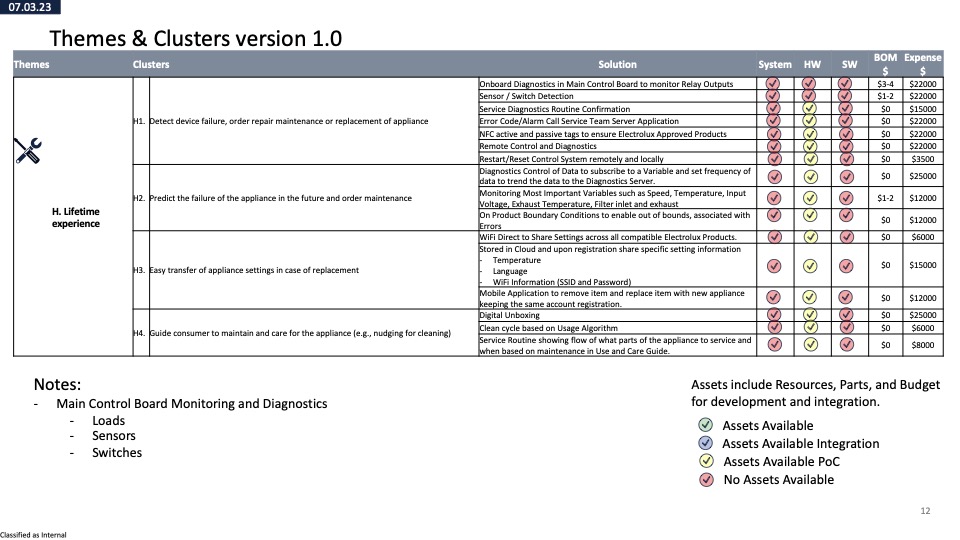 07.03.23
Themes & Clusters version 1.0
Themes Clusters Solution System HW SW BOM $ Expense $
H. Lifetime experience
H1. Detect device failure, order repair maintenance or replacement of appliance
Onboard Diagnostics in Main Control Board to monitor Relay Outputs $3-4 $22000
Sensor / Switch Detection $1-2 $22000
Service Diagnostics Routine Confirmation $0 $15000
Error Code/Alarm Call Service Team Server Application $0 $22000
NFC active and passive tags to ensure Electrolux Approved Products $0 $22000
Remote Control and Diagnostics $0 $22000
Restart/Reset Control System remotely and locally $0 $3500
H2. Predict the failure of the appliance in the future and order maintenance
Diagnostics Control of Data to subscribe to a Variable and set frequency of
data to trend the data to the Diagnostics Server. $0 $25000
Monitoring Most Important Variables such as Speed, Temperature, Input
Voltage, Exhaust Temperature, Filter inlet and exhaust $1-2 $12000
On Product Boundary Conditions to enable out of bounds, associated with
Errors $0 $12000
H3. Easy transfer of appliance settings in case of replacement
WiFi Direct to Share Settings across all compatible Electrolux Products. $0 $6000
Stored in Cloud and upon registration share specific setting information
- Temperature
- Language
- WiFi Information (SSID and Password) $0 $15000
Mobile Application to remove item and replace item with new appliance
keeping the same account registration. $0 $12000
H4. Guide consumer to maintain and care for the appliance (e.g., nudging for cleaning)
Digital Unboxing $0 $25000
Clean cycle based on Usage Algorithm $0 $6000
Service Routine showing flow of what parts of the appliance to service and
when based on maintenance in Use and Care Guide. $0 $8000
Notes:
- Main Control Board Monitoring and Diagnostics
- Loads
- Sensors
- Switches
Assets include Resources, Parts, and Budget
for development and integration.
Assets Available
Assets Available Integration
Assets Available PoC
No Assets Available
12
Classified as Internal